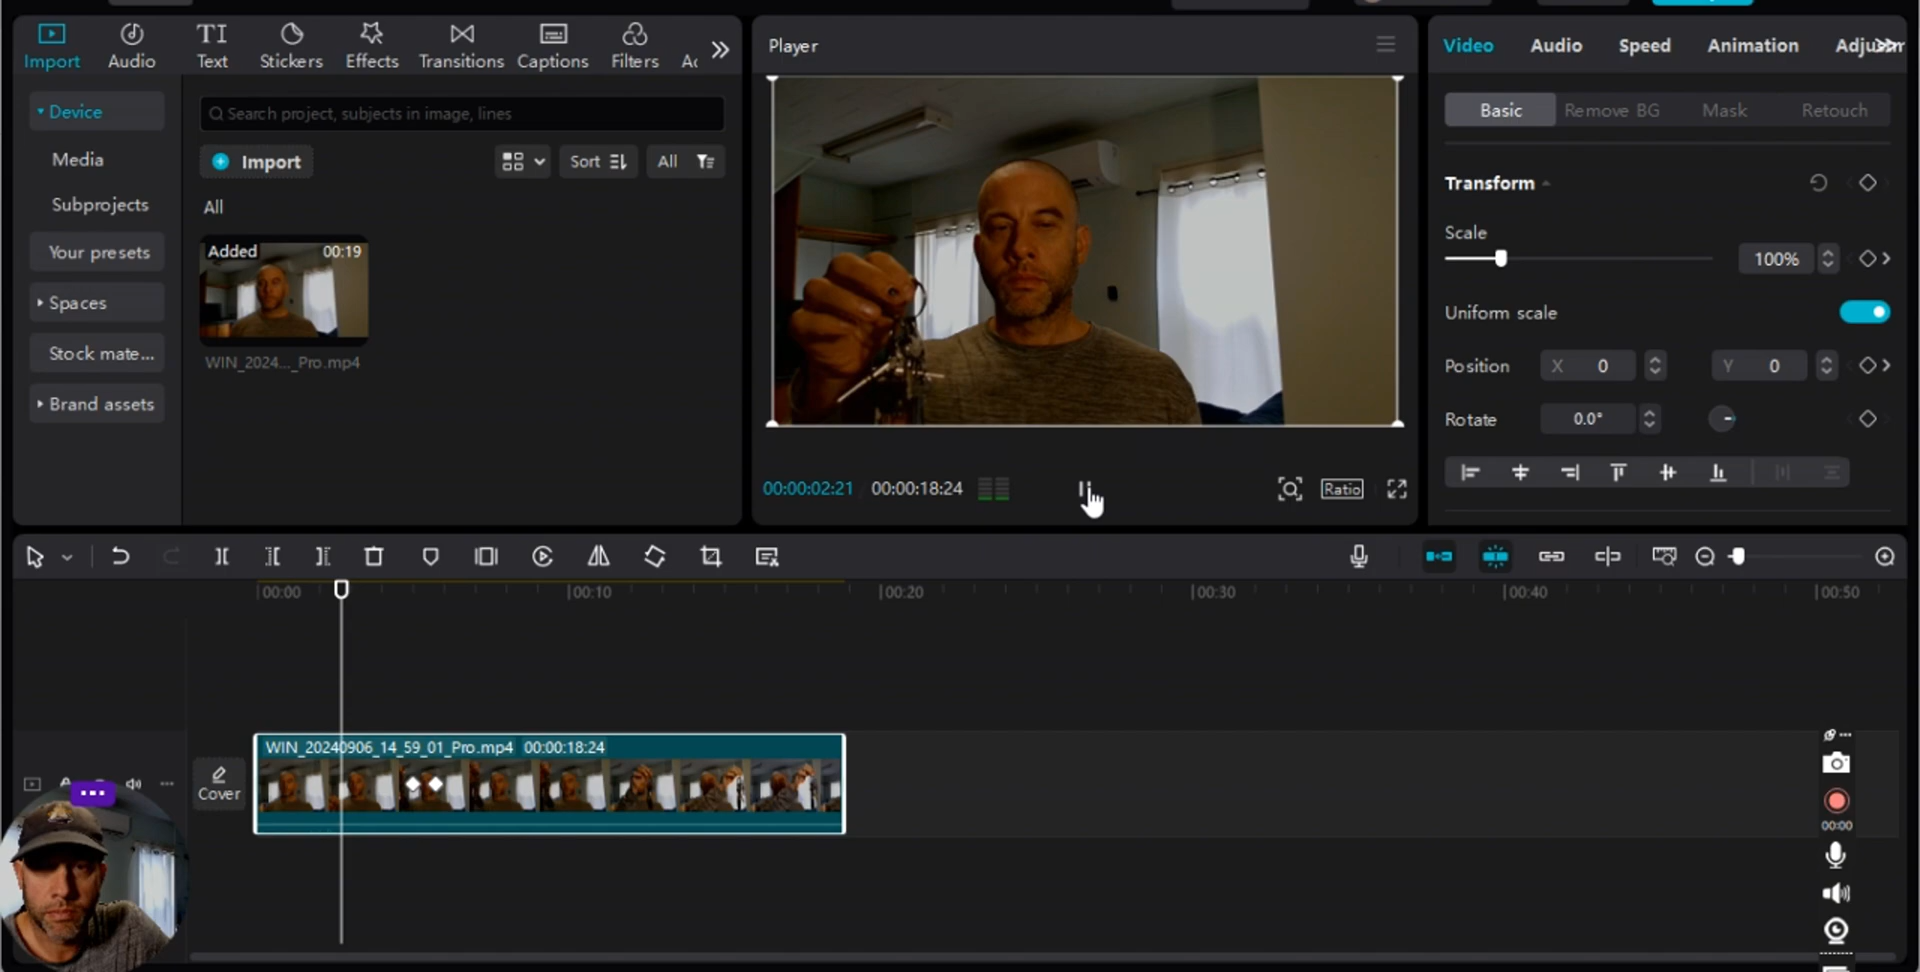 Import
Audio
TI
Text
Stickers
Effects
Transitions
Captions
Filters
Player
Video
Audio
Speed
Animation
Device
Media
Subprojects
Your presets
Spaces
Stock mate...
Brand assets
Search project, subjects in image, lines
Import
Sort
All
All
Added
00:19
WIN_2024..._Pro.mp4
00:00:02:21
00:00:18:24
Ratio
Basic
Remove BG
Mask
Retouch
Transform
Scale
100%
Uniform scale
Position
X 0
Y 0
Rotate
0.0°
00:00
00:10
00:20
00:30
00:40
00:50
Cover
WIN_20240906_14_59_01_Pro.mp4 00:00:18:24
00:00